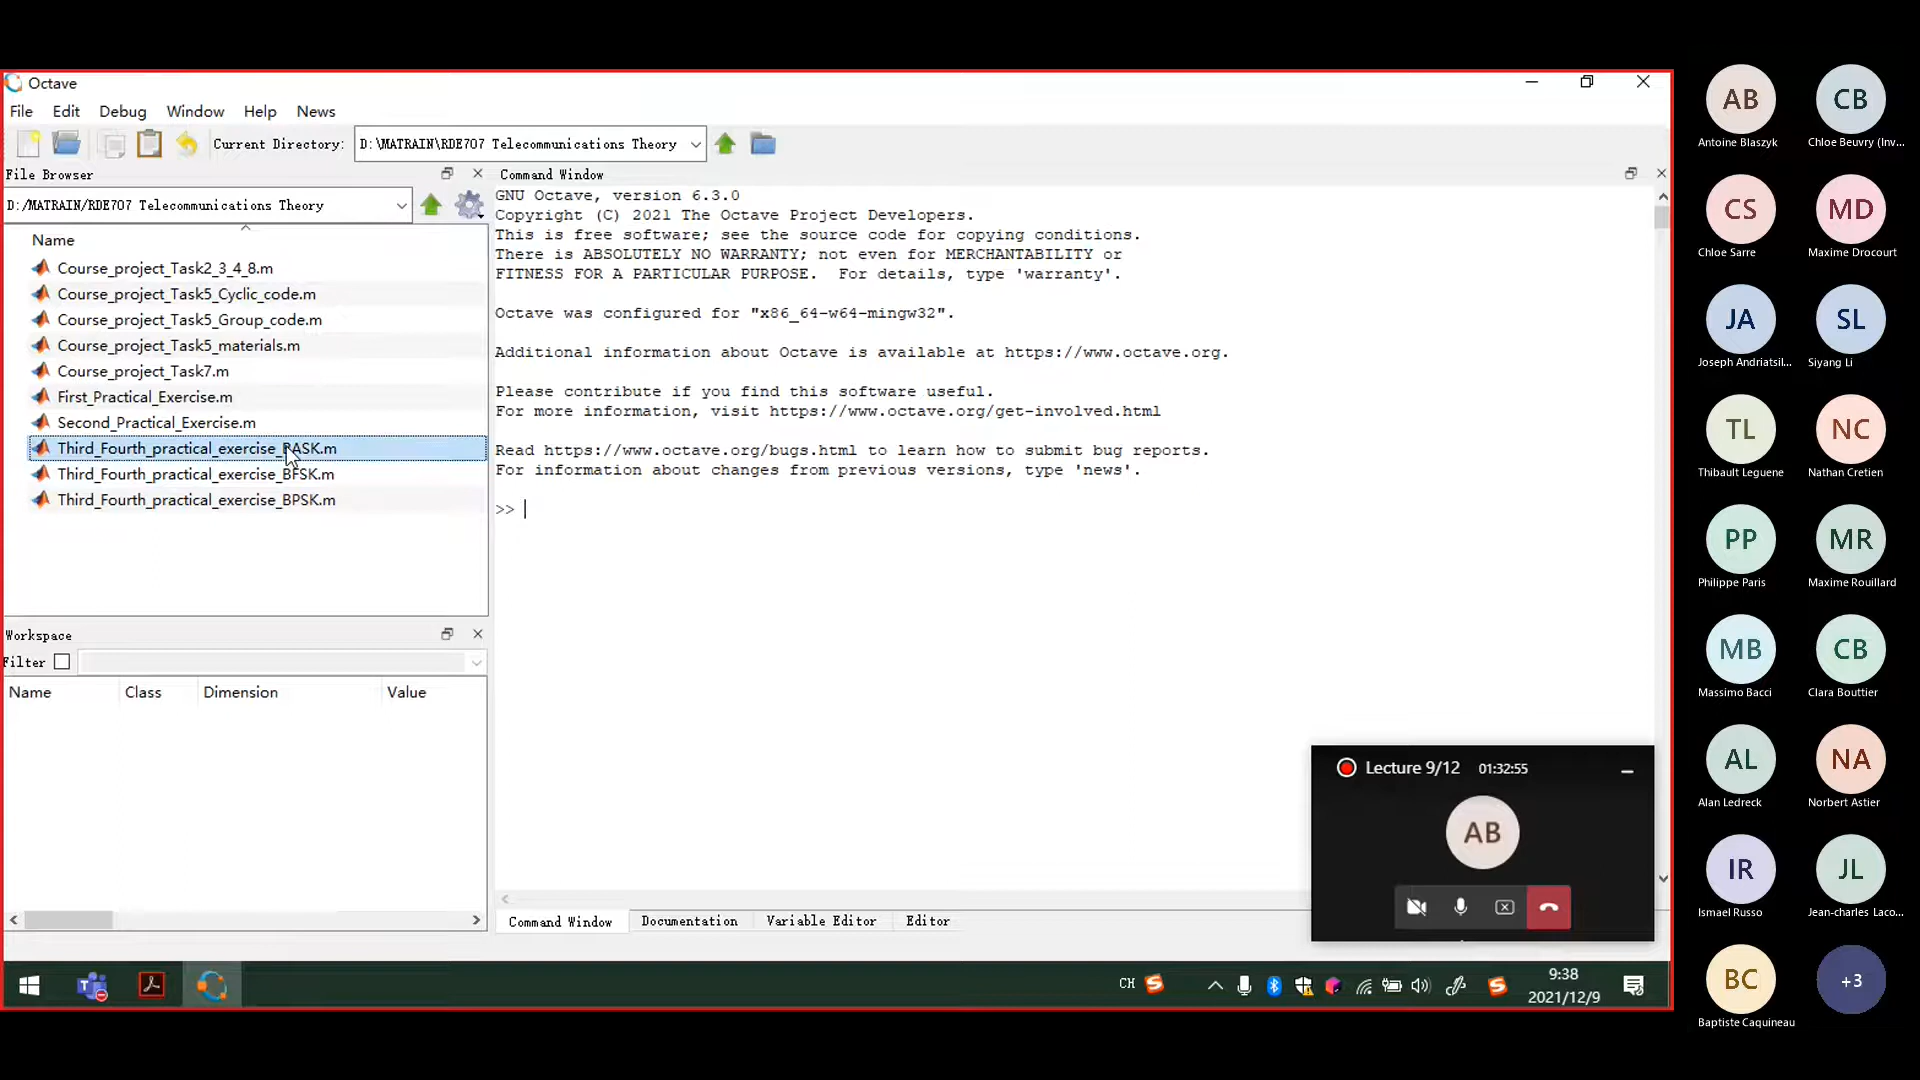 Octave
File Edit Debug Window Help News
Current Directory: D:\MATRAIN\RDE707 Telecommunications Theory
File Browser
D:/MATRAIN/RDE707 Telecommunications Theory
Name
Course_project_Task2_3_4_8.m
Course_project_Task5_Cyclic_code.m
Course_project_Task5_Group_code.m
Course_project_Task5_materials.m
Course_project_Task7.m
First_Practical_Exercise.m
Second_Practical_Exercise.m
Third_Fourth_practical_exercise_BASK.m
Third_Fourth_practical_exercise_BFSK.m
Third_Fourth_practical_exercise_BPSK.m
Workspace
Filter
Name Class Dimension Value
Command Window
GNU Octave, version 6.3.0
Copyright (C) 2021 The Octave Project Developers.
This is free software; see the source code for copying conditions.
There is ABSOLUTELY NO WARRANTY; not even for MERCHANTABILITY or
FITNESS FOR A PARTICULAR PURPOSE.  For details, type 'warranty'.
Octave was configured for "x86_64-w64-mingw32".
Additional information about Octave is available at https://www.octave.org.
Please contribute if you find this software useful.
For more information, visit https://www.octave.org/get-involved.html
Read https://www.octave.org/bugs.html to learn how to submit bug reports.
For information about changes from previous versions, type 'news'.
>>
Command Window Documentation Variable Editor Editor
Lecture 9/12 01:32:55
AB
CH
9:38
2021/12/9
AB CB
Antoine Blaszyk Chloe Beuvry (Inv...
CS MD
Chloe Sarre Maxime Drocourt
JA SL
Joseph Andriatsil... Siyang Li
TL NC
Thibault Leguene Nathan Cretien
PP MR
Philippe Paris Maxime Rouillard
MB CB
Massimo Bacci Clara Bouttier
AL NA
Alan Ledreck Norbert Astier
IR JL
Ismael Russo Jean-charles Laco...
BC +3
Baptiste Caquineau